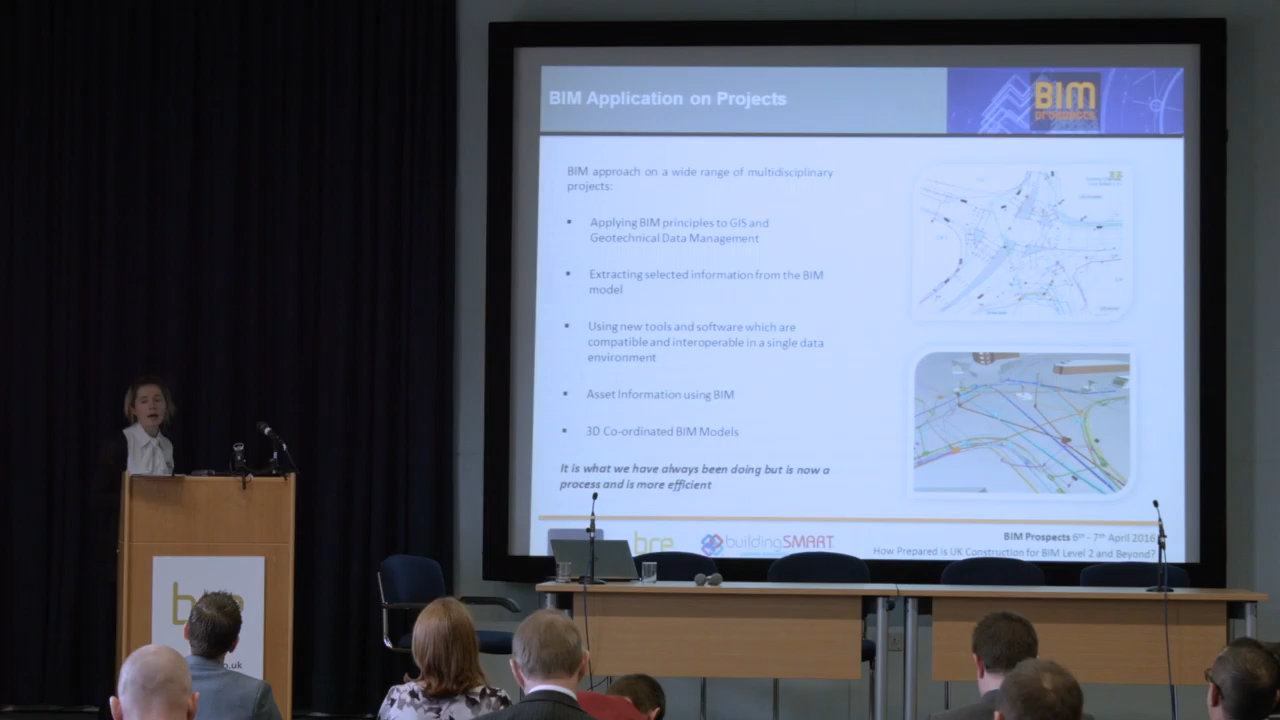 BIM Application on Projects
BIM
prospects
BIM approach on a wide range of multidisciplinary
projects:
▪ Applying BIM principles to GIS and
Geotechnical Data Management
▪ Extracting selected information from the BIM
model
▪ Using new tools and software which are
compatible and interoperable in a single data
environment
▪ Asset Information using BIM
▪ 3D Co-ordinated BIM Models
It is what we have always been doing but is now a
process and is more efficient
bre
buildingSMART
BIM Prospects 6th - 7th April 2016
How Prepared is UK Construction for BIM Level 2 and Beyond?